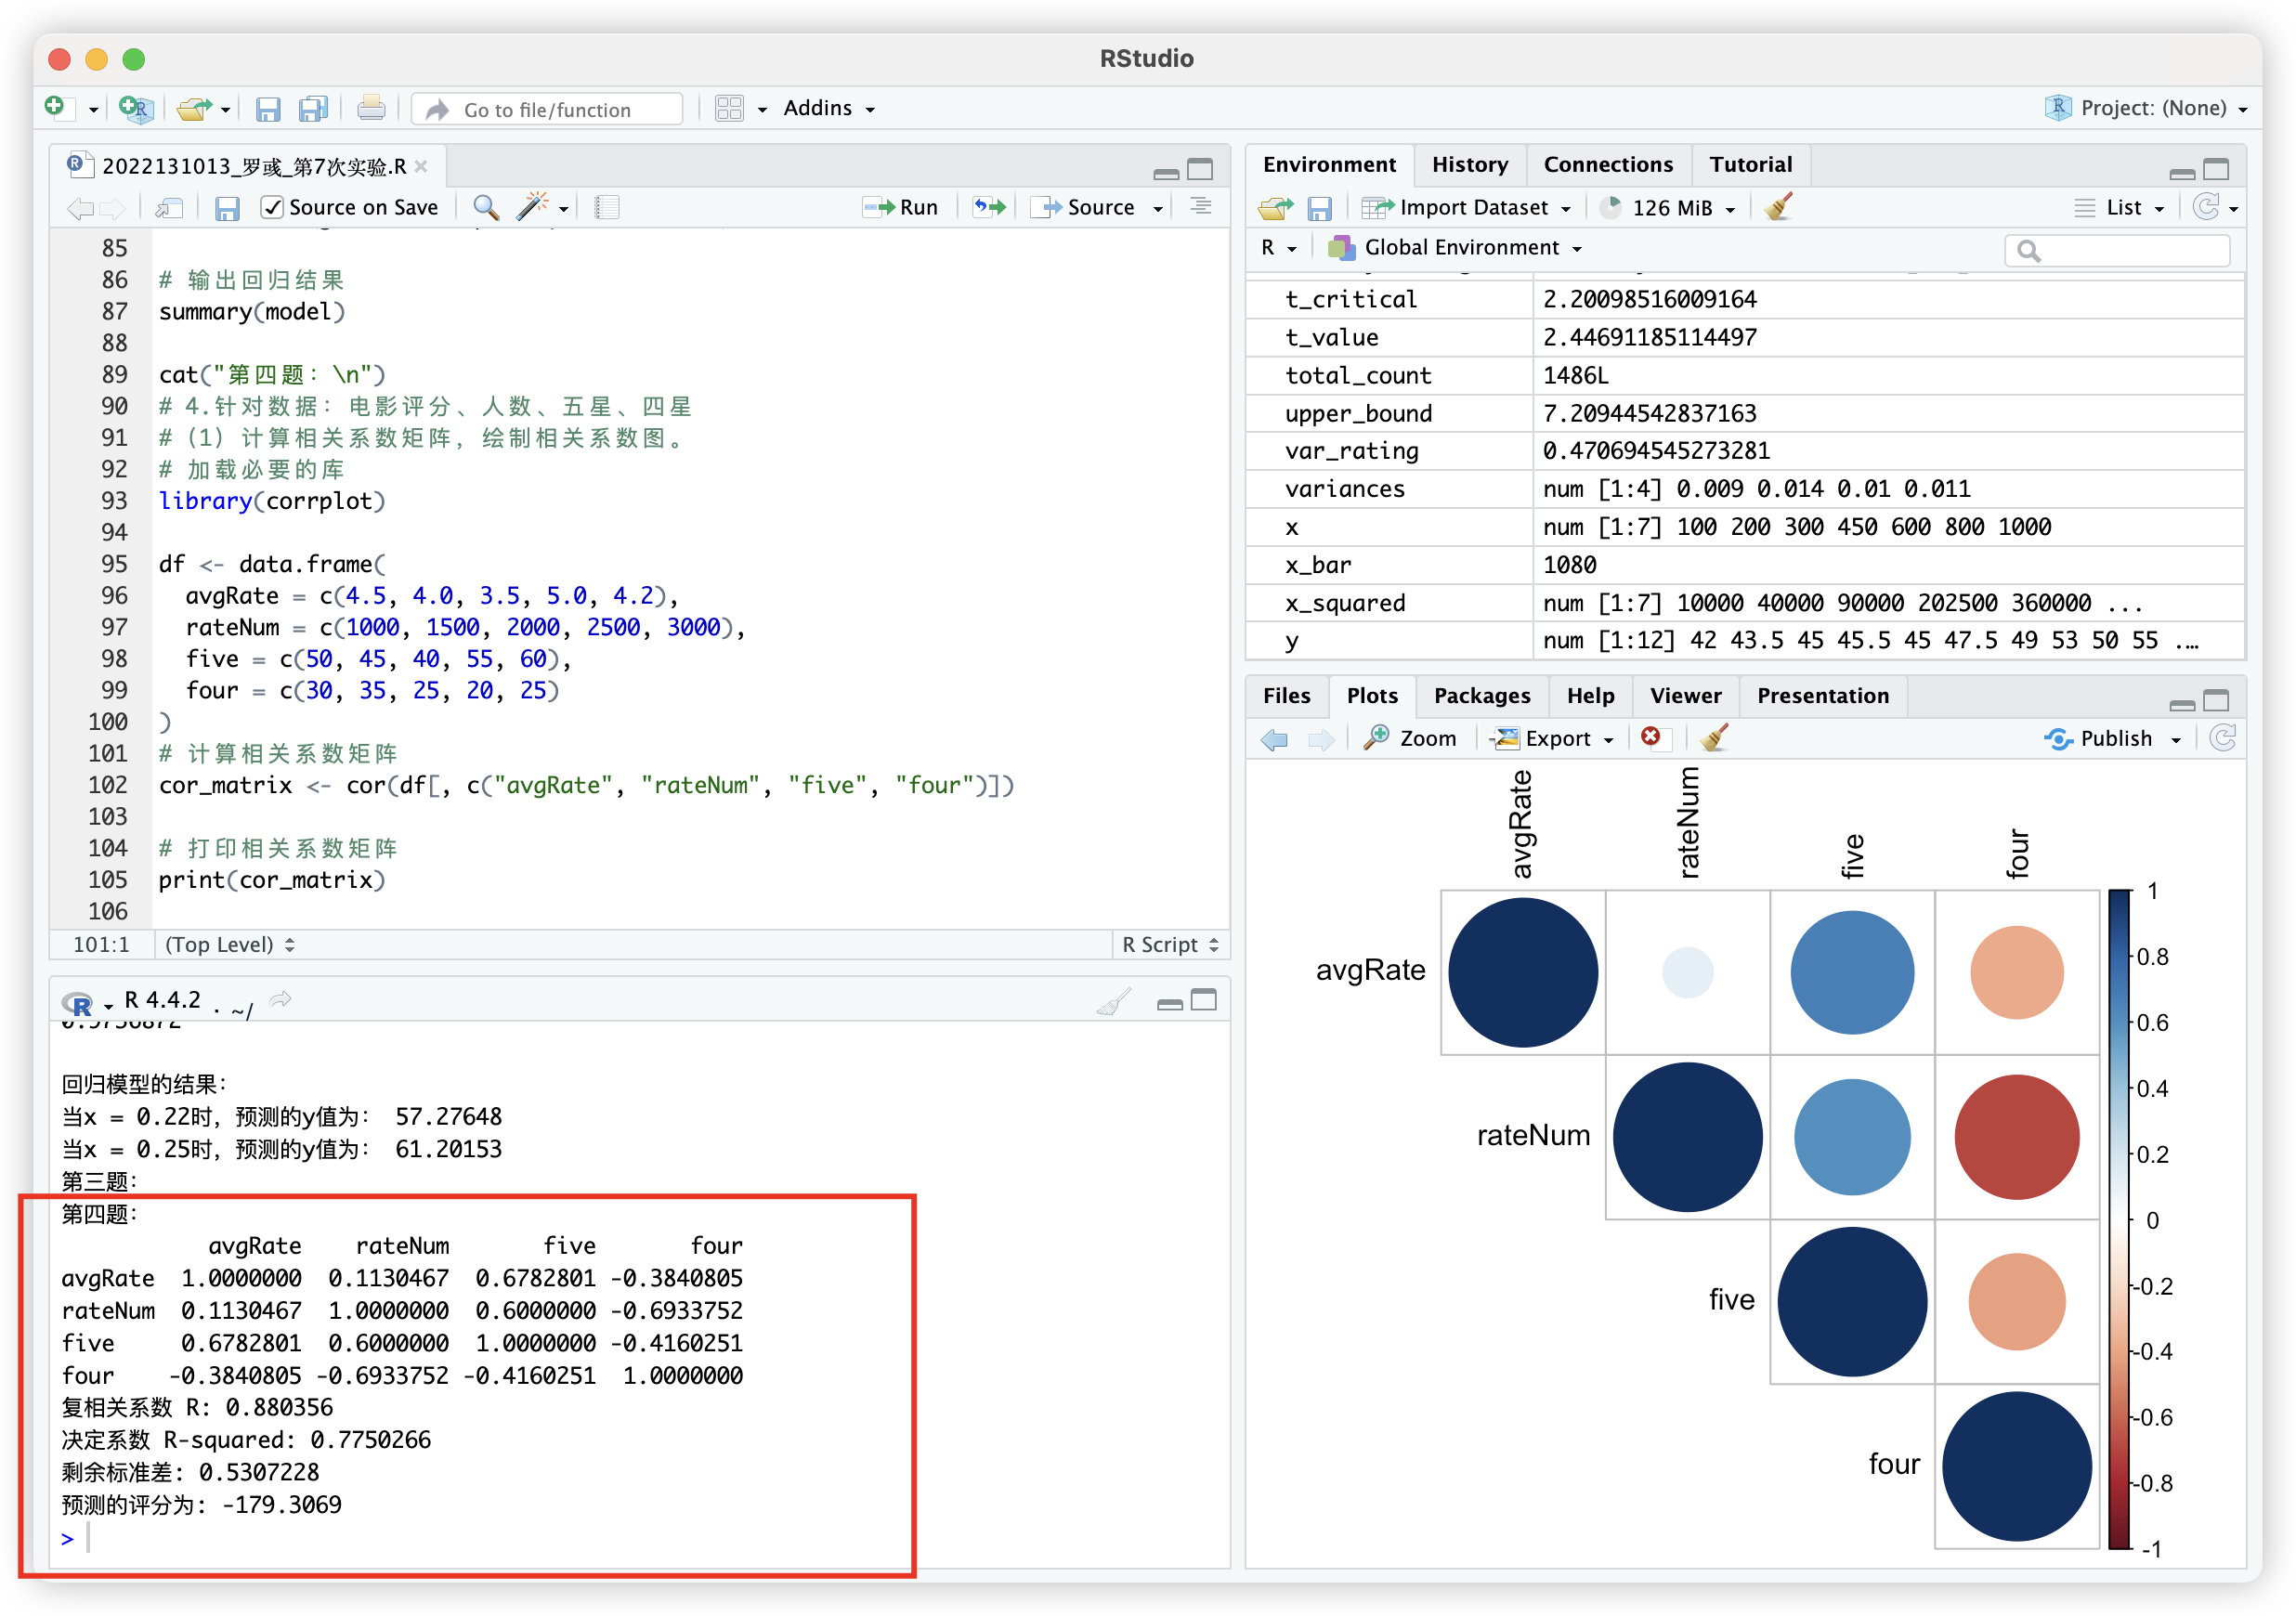 RStudio
Go to file/function
Addins
Project: (None)
2022131013_罗彧_第7次实验.R
Source on Save
Run
Source
85
86 # 输出回归结果
87 summary(model)
88
89 cat("第四题：\n")
90 # 4.针对数据：电影评分、人数、五星、四星
91 #（1）计算相关系数矩阵，绘制相关系数图。
92 # 加载必要的库
93 library(corrplot)
94
95 df <- data.frame(
96 avgRate = c(4.5, 4.0, 3.5, 5.0, 4.2),
97 rateNum = c(1000, 1500, 2000, 2500, 3000),
98 five = c(50, 45, 40, 55, 60),
99 four = c(30, 35, 25, 20, 25)
100 )
101 # 计算相关系数矩阵
102 cor_matrix <- cor(df[, c("avgRate", "rateNum", "five", "four")])
103
104 # 打印相关系数矩阵
105 print(cor_matrix)
106
101:1 (Top Level) R Script
R 4.4.2 . ~/
回归模型的结果：
当x = 0.22时，预测的y值为： 57.27648
当x = 0.25时，预测的y值为： 61.20153
第三题：
第四题：
avgRate rateNum five four
avgRate 1.0000000 0.1130467 0.6782801 -0.3840805
rateNum 0.1130467 1.0000000 0.6000000 -0.6933752
five 0.6782801 0.6000000 1.0000000 -0.4160251
four -0.3840805 -0.6933752 -0.4160251 1.0000000
复相关系数 R: 0.880356
决定系数 R-squared: 0.7750266
剩余标准差: 0.5307228
预测的评分为: -179.3069
>
Environment History Connections Tutorial
Import Dataset 126 MiB List
R Global Environment
t_critical 2.20098516009164
t_value 2.44691185114497
total_count 1486L
upper_bound 7.20944542837163
var_rating 0.470694545273281
variances num [1:4] 0.009 0.014 0.01 0.011
x num [1:7] 100 200 300 450 600 800 1000
x_bar 1080
x_squared num [1:7] 10000 40000 90000 202500 360000 ...
y num [1:12] 42 43.5 45 45.5 45 47.5 49 53 50 55 ...
Files Plots Packages Help Viewer Presentation
Zoom Export Publish
avgRate
rateNum
five
four
avgRate
rateNum
five
four
1
0.8
0.6
0.4
0.2
0
-0.2
-0.4
-0.6
-0.8
-1